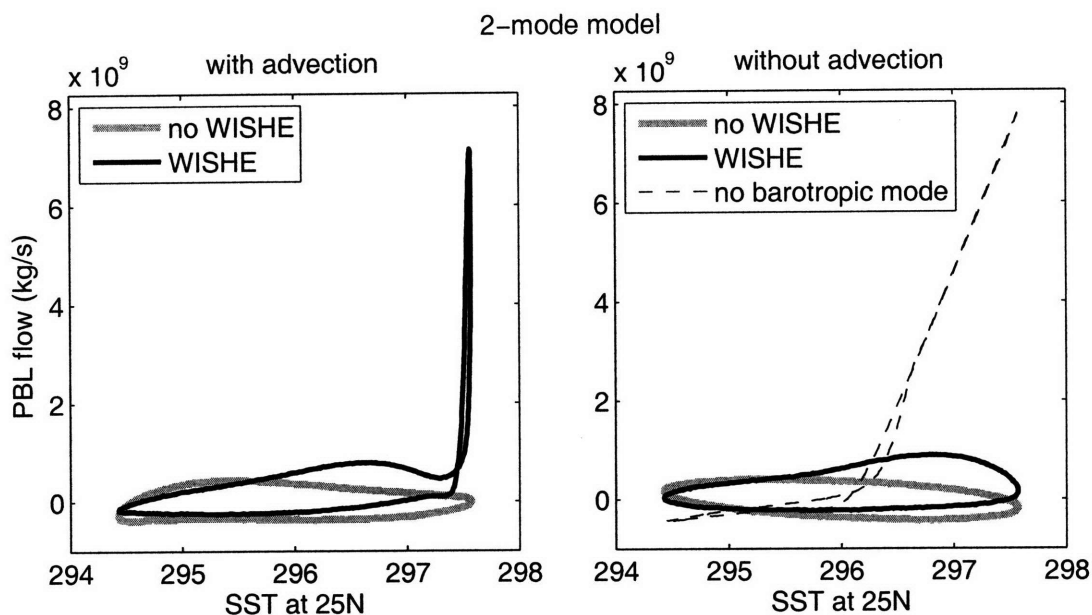 2-mode model
with advection
x 10^9
8
6
4
2
0
294 295 296 297 298
PBL flow (kg/s)
SST at 25N
no WISHE
WISHE
without advection
x 10^9
8
6
4
2
0
294 295 296 297 298
SST at 25N
no WISHE
WISHE
no barotropic mode